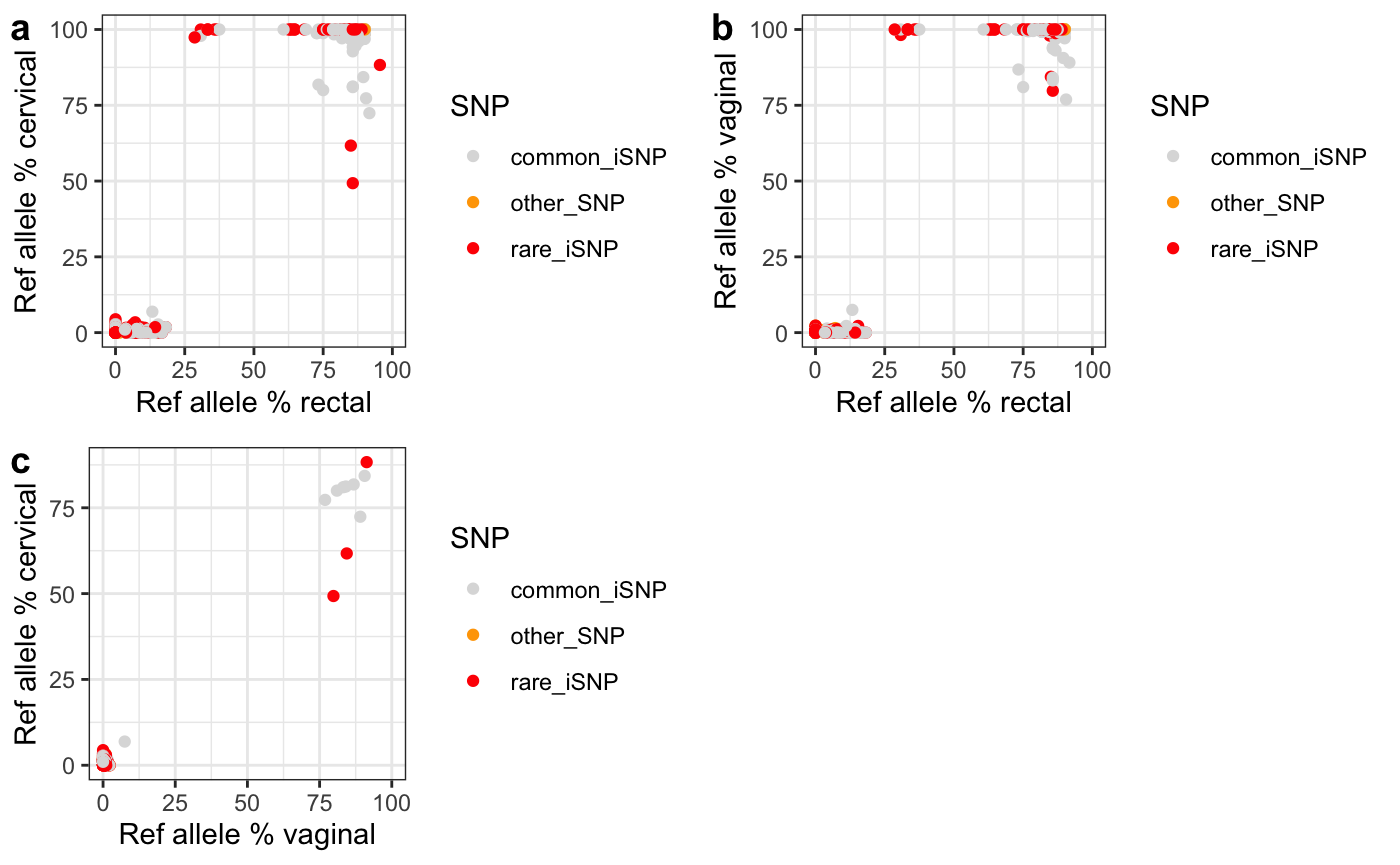 a
Ref allele % cervical
100
75
50
25
0
0 25 50 75 100
Ref allele % rectal
SNP
common_iSNP
other_SNP
rare_iSNP
b
Ref allele % vaginal
100
75
50
25
0
0 25 50 75 100
Ref allele % rectal
SNP
common_iSNP
other_SNP
rare_iSNP
c
Ref allele % cervical
75
50
25
0
0 25 50 75 100
Ref allele % vaginal
SNP
common_iSNP
other_SNP
rare_iSNP